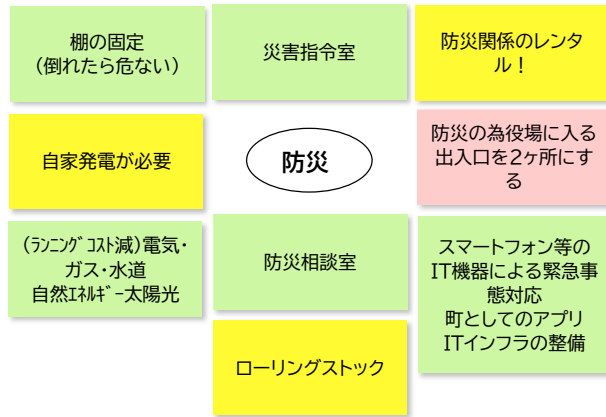 棚の固定
(倒れたら危ない)
災害指令室
防災関係のレンタ
ル！
自家発電が必要
防災
防災の為役場に入る
出入口を2ヶ所にす
る
(ﾗﾝﾆﾝｸﾞｺｽﾄ減)電気・
ガス・水道
自然ｴﾈﾙｷﾞｰ太陽光
防災相談室
スマートフォン等の
IT機器による緊急事
態対応
町としてのアプリ
ITインフラの整備
ローリングストック